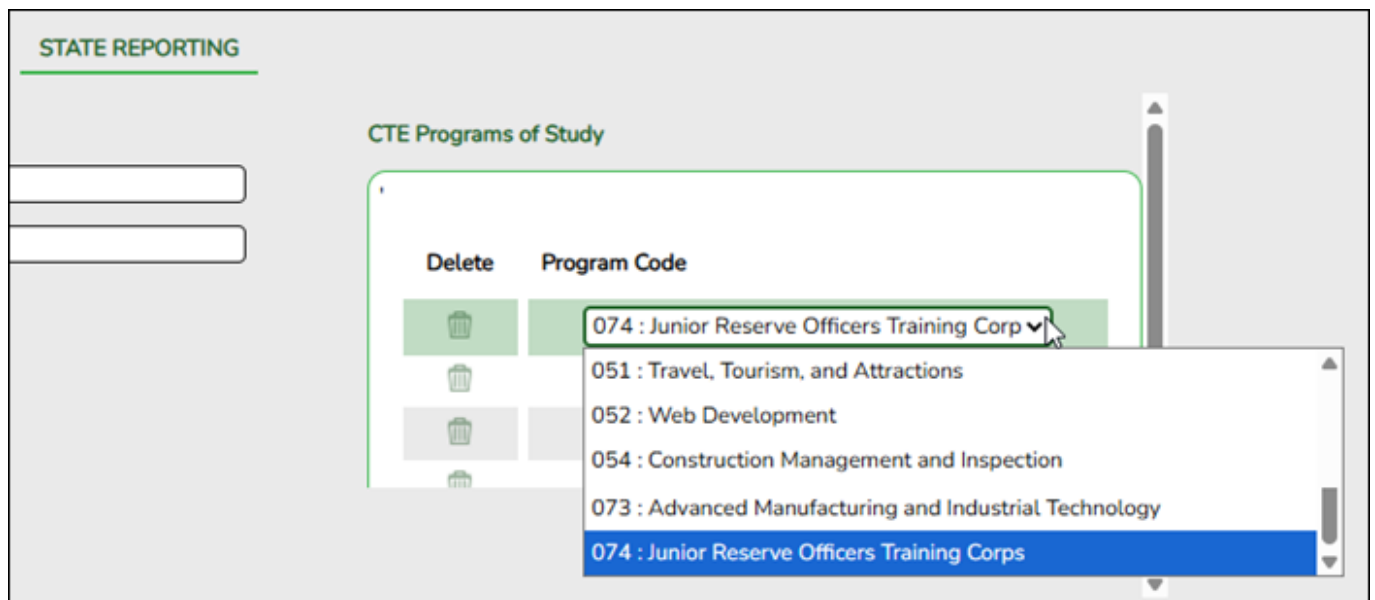 STATE REPORTING
CTE Programs of Study
Delete Program Code
074 : Junior Reserve Officers Training Corp
051 : Travel, Tourism, and Attractions
052 : Web Development
054 : Construction Management and Inspection
073 : Advanced Manufacturing and Industrial Technology
074 : Junior Reserve Officers Training Corps